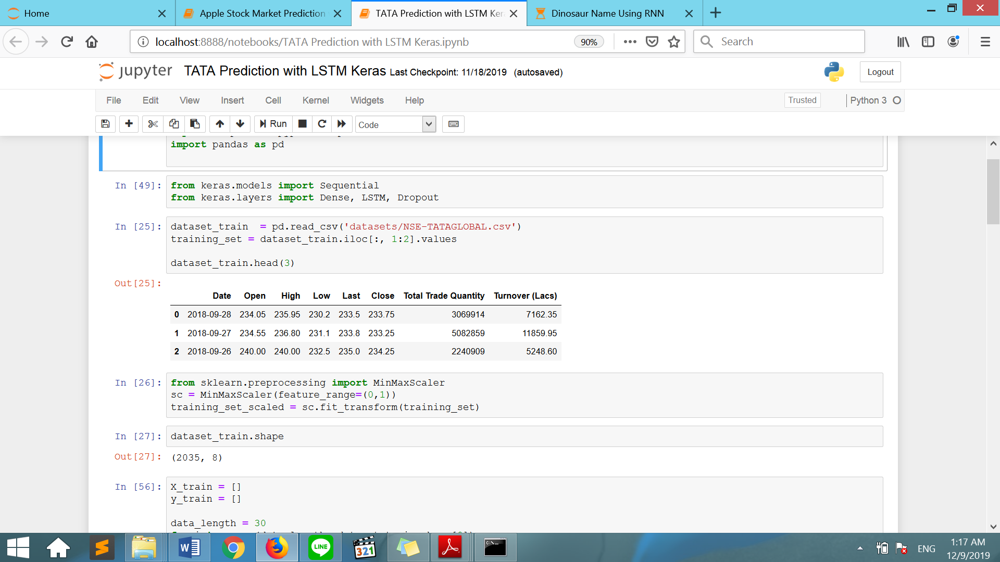 Home
Apple Stock Market Prediction
TATA Prediction with LSTM Ker
Dinosaur Name Using RNN
localhost:8888/notebooks/TATA Prediction with LSTM Keras.ipynb
90%
Search
jupyter TATA Prediction with LSTM Keras Last Checkpoint: 11/18/2019 (autosaved)
Logout
File Edit View Insert Cell Kernel Widgets Help
Trusted
Python 3
Run
Code
import pandas as pd
In [49]: from keras.models import Sequential
from keras.layers import Dense, LSTM, Dropout
In [25]: dataset_train  = pd.read_csv('datasets/NSE-TATAGLOBAL.csv')
training_set = dataset_train.iloc[:, 1:2].values
dataset_train.head(3)
Out[25]:
Date Open High Low Last Close Total Trade Quantity Turnover (Lacs)
0 2018-09-28 234.05 235.95 230.2 233.5 233.75 3069914 7162.35
1 2018-09-27 234.55 236.80 231.1 233.8 233.25 5082859 11859.95
2 2018-09-26 240.00 240.00 232.5 235.0 234.25 2240909 5248.60
In [26]: from sklearn.preprocessing import MinMaxScaler
sc = MinMaxScaler(feature_range=(0,1))
training_set_scaled = sc.fit_transform(training_set)
In [27]: dataset_train.shape
Out[27]: (2035, 8)
In [56]: X_train = []
y_train = []
data_length = 30
W
LINE
321
C:\_
ENG
1:17 AM
12/9/2019